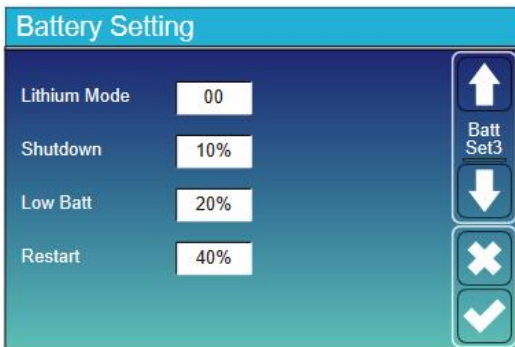 Battery Setting
Lithium Mode 00
Shutdown 10%
Low Batt 20%
Restart 40%
Batt
Set3